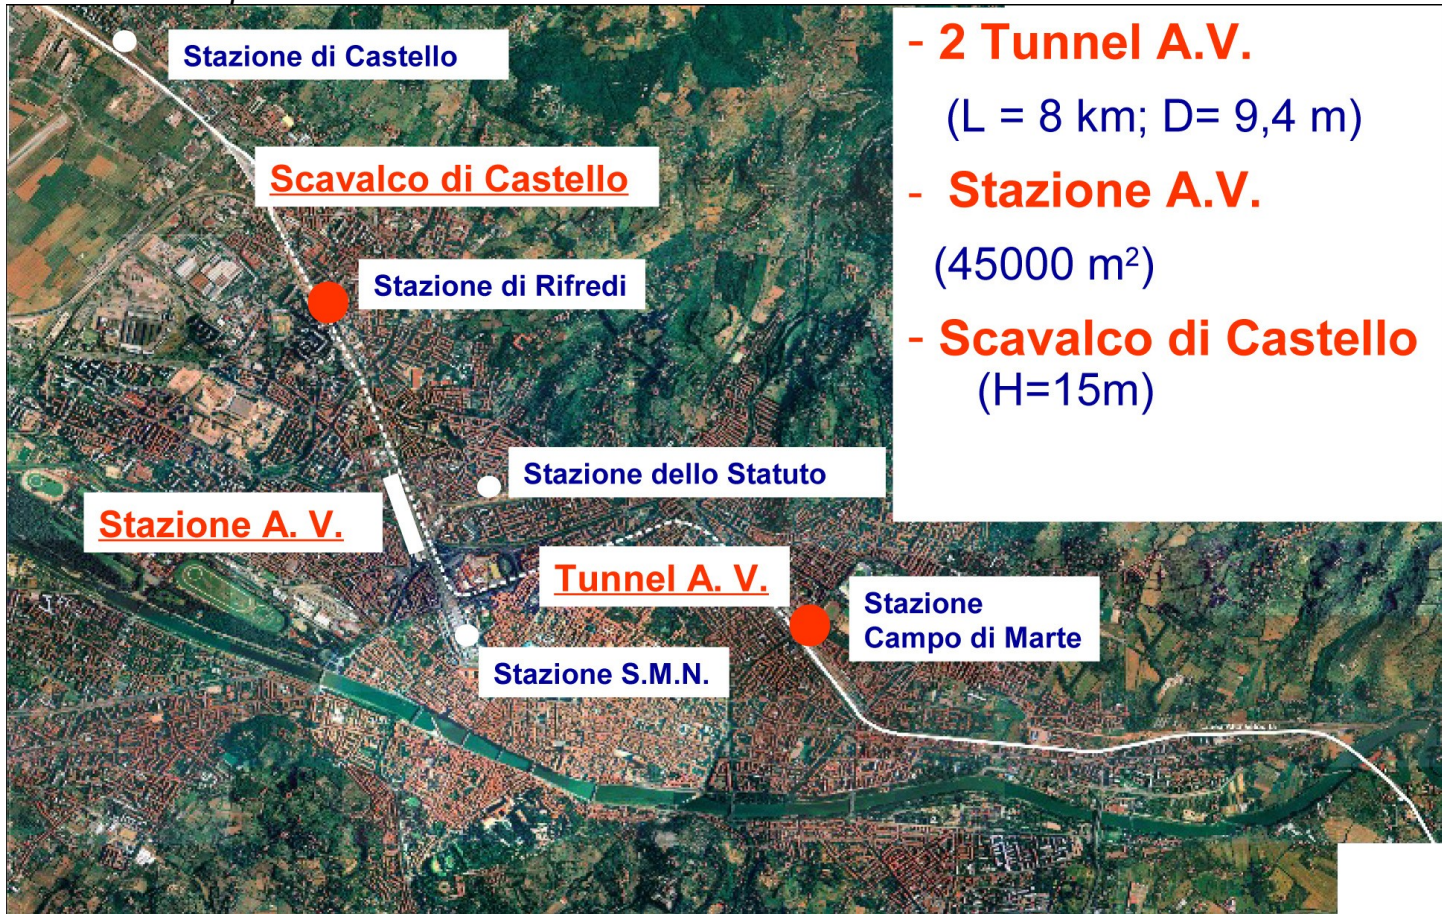 Stazione di Castello
Scavalco di Castello
Stazione di Rifredi
Stazione dello Statuto
Stazione A. V.
Tunnel A. V.
Stazione
Campo di Marte
Stazione S.M.N.
- 2 Tunnel A.V.
(L = 8 km; D= 9,4 m)
- Stazione A.V.
(45000 m²)
- Scavalco di Castello
(H=15m)